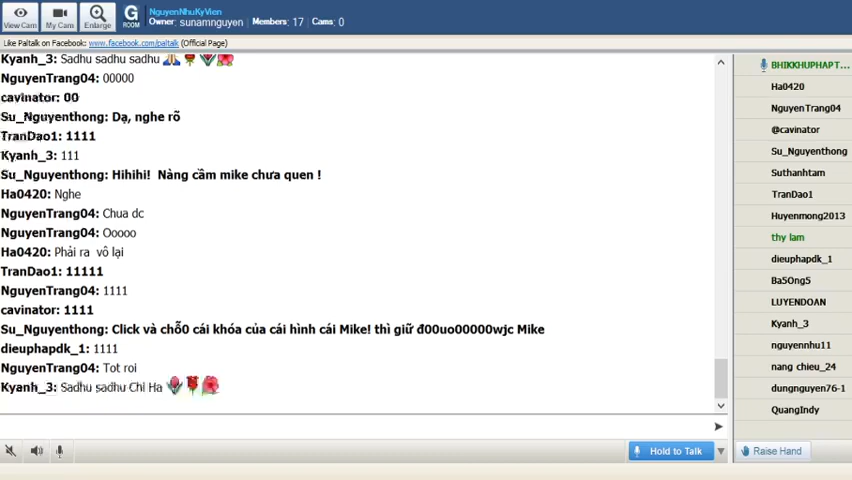 NguyenNhuKyVien
Owner: sunamnguyen Members: 17 Cams: 0
View Cam My Cam Enlarge G ROOM
Like Paltalk on Facebook: www.facebook.com/paltalk (Official Page)
Kyanh_3: Sadhu sadhu sadhu
NguyenTrang04: 00000
cavinator: 00
Su_Nguyenthong: Dạ, nghe rõ
TranDao1: 1111
Kyanh_3: 111
Su_Nguyenthong: Hihihi! Nàng cầm mike chưa quen !
Ha0420: Nghe
NguyenTrang04: Chua dc
NguyenTrang04: Ooooo
Ha0420: Phải ra vô lại
TranDao1: 11111
NguyenTrang04: 1111
cavinator: 1111
Su_Nguyenthong: Click và chỗ0 cái khóa của cái hình cái Mike! thì giữ đ00uo00000wjc Mike
dieuphapdk_1: 1111
NguyenTrang04: Tot roi
Kyanh_3: Sadhu sadhu Chi Ha
BHIKKHUPHAPT...
Ha0420
NguyenTrang04
@cavinator
Su_Nguyenthong
Suthanhtam
TranDao1
Huyenmong2013
thy lam
dieuphapdk_1
Ba5Ong5
LUYENDOAN
Kyanh_3
nguyennhu11
nang chieu_24
dungnguyen76-1
QuangIndy
Hold to Talk
Raise Hand